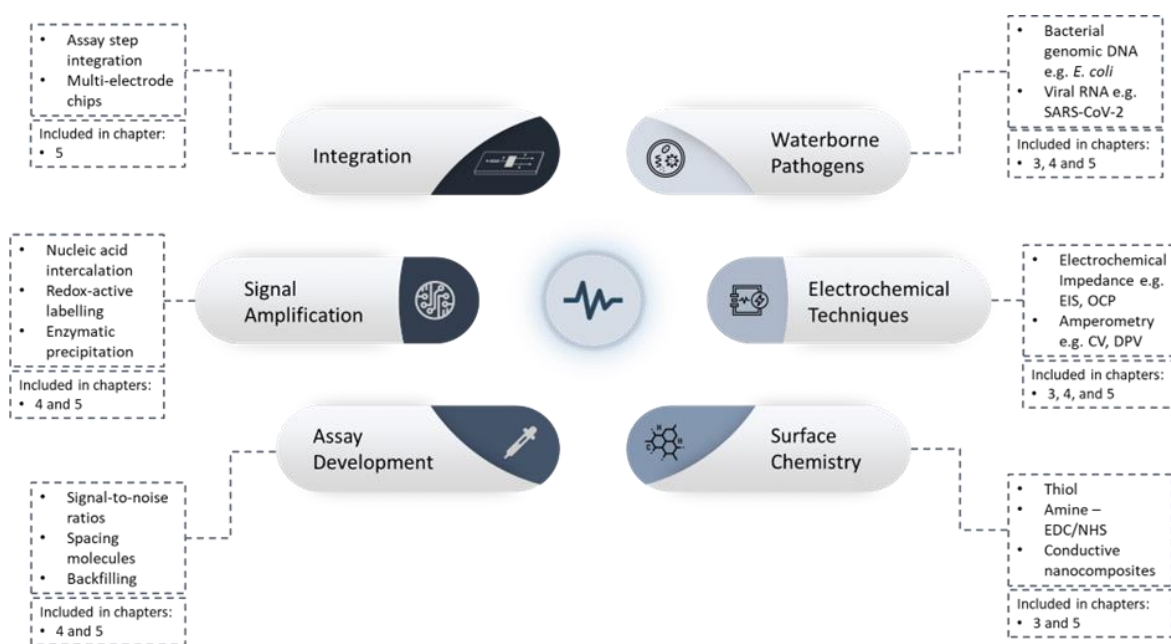 • Assay step
integration
• Multi-electrode
chips
Included in chapter:
• 5
Integration
• Bacterial
genomic DNA
e.g. E. coli
• Viral RNA e.g.
SARS-CoV-2
Included in chapters:
• 3, 4 and 5
Waterborne
Pathogens
• Nucleic acid
intercalation
• Redox-active
labelling
• Enzymatic
precipitation
Included in chapters:
• 4 and 5
Signal
Amplification
Electrochemical
Techniques
• Electrochemical
Impedance e.g.
EIS, OCP
• Amperometry
e.g. CV, DPV
Included in chapters:
• 3, 4, and 5
Assay
Development
• Signal-to-noise
ratios
• Spacing
molecules
• Backfilling
Included in chapters:
• 4 and 5
C
H
H
Surface
Chemistry
• Thiol
• Amine –
EDC/NHS
• Conductive
nanocomposites
Included in chapters:
• 3 and 5